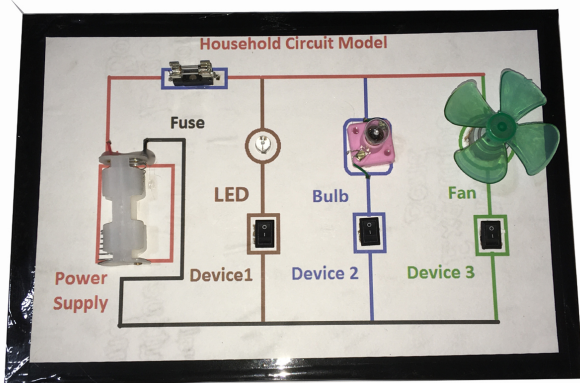 Household Circuit Model
Fuse
LED
Bulb
Fan
Power
Supply
Device1
Device 2
Device 3